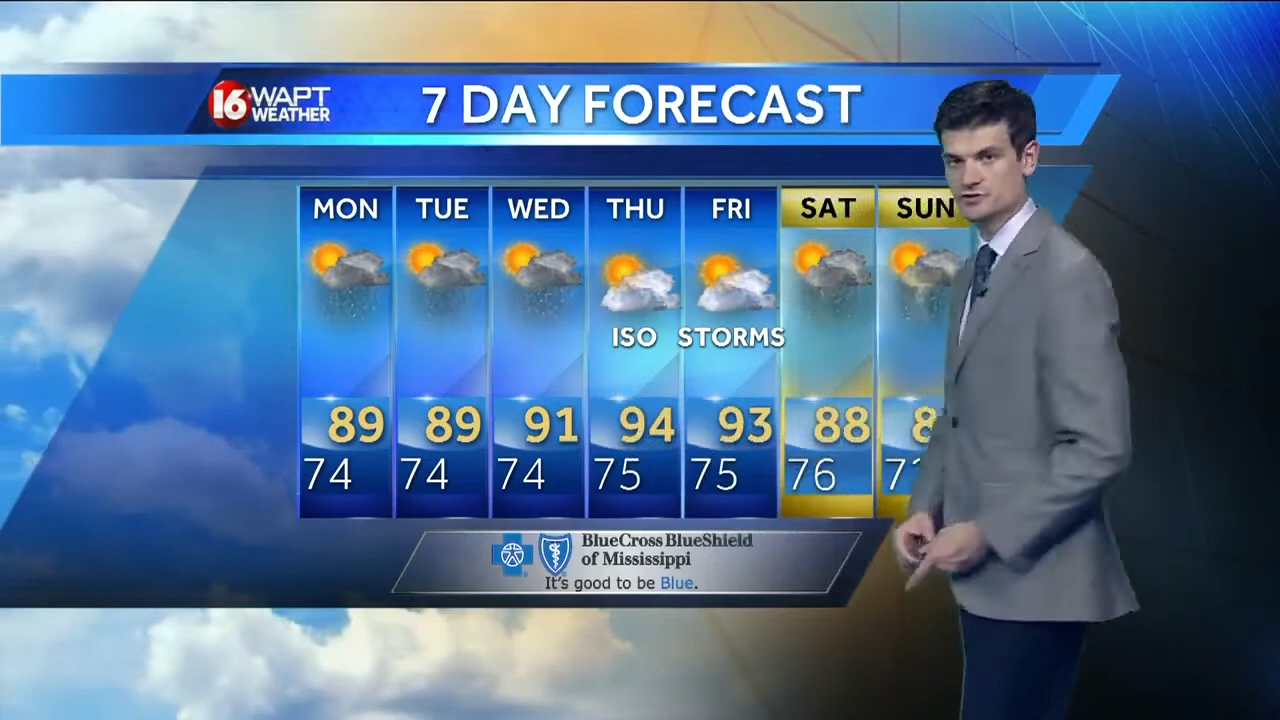 16 WAPT
WEATHER
7 DAY FORECAST
MON TUE WED THU FRI SAT SUN
ISO STORMS
89 89 91 94 93 88
74 74 74 75 75 76
BlueCross BlueShield
of Mississippi
It's good to be Blue.